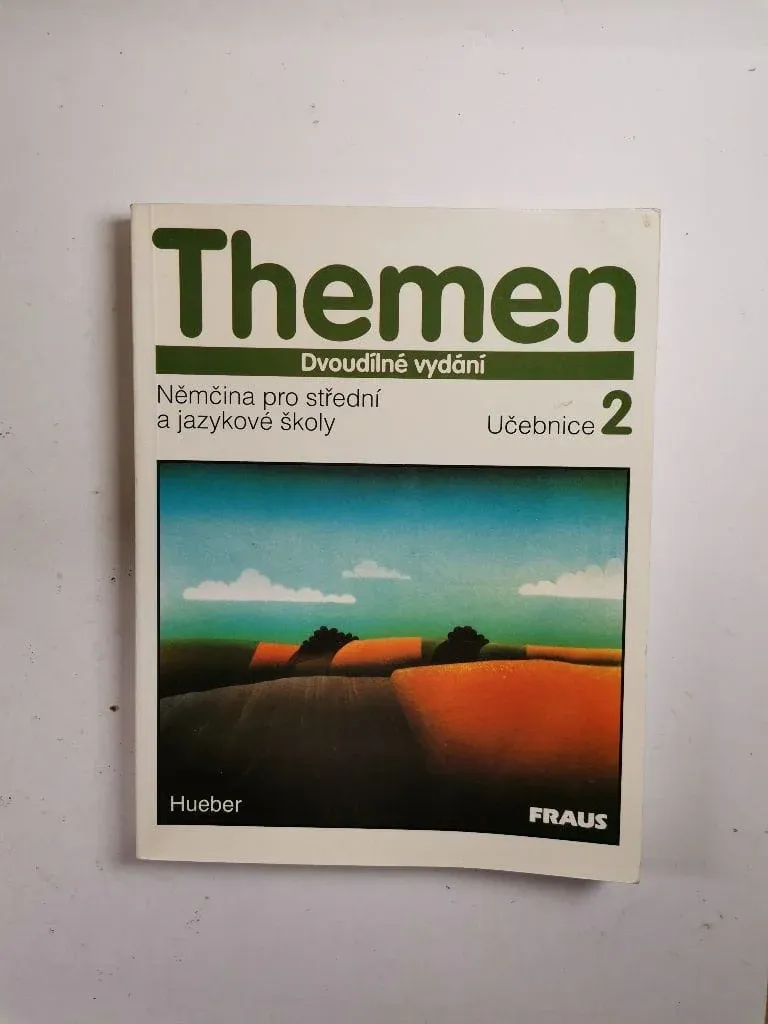 Themen
Dvoudílné vydání
Němčina pro střední
a jazykové školy
Učebnice 2
Hueber
FRAUS